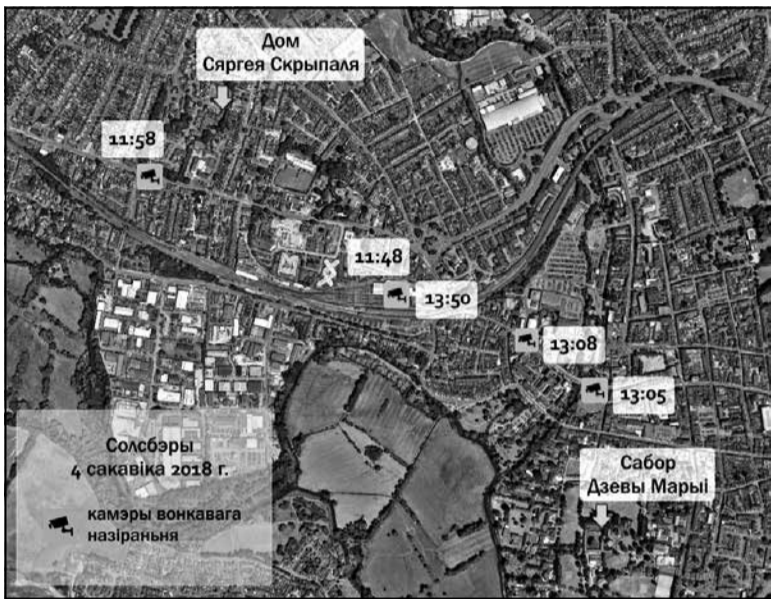 Дом
Сяргея Скрыпаля
11:58
11:48
13:50
13:08
13:05
Солсбэры
4 сакавіка 2018 г.
камэры вонкавага
назіраньня
Сабор
Дзевы Марыі